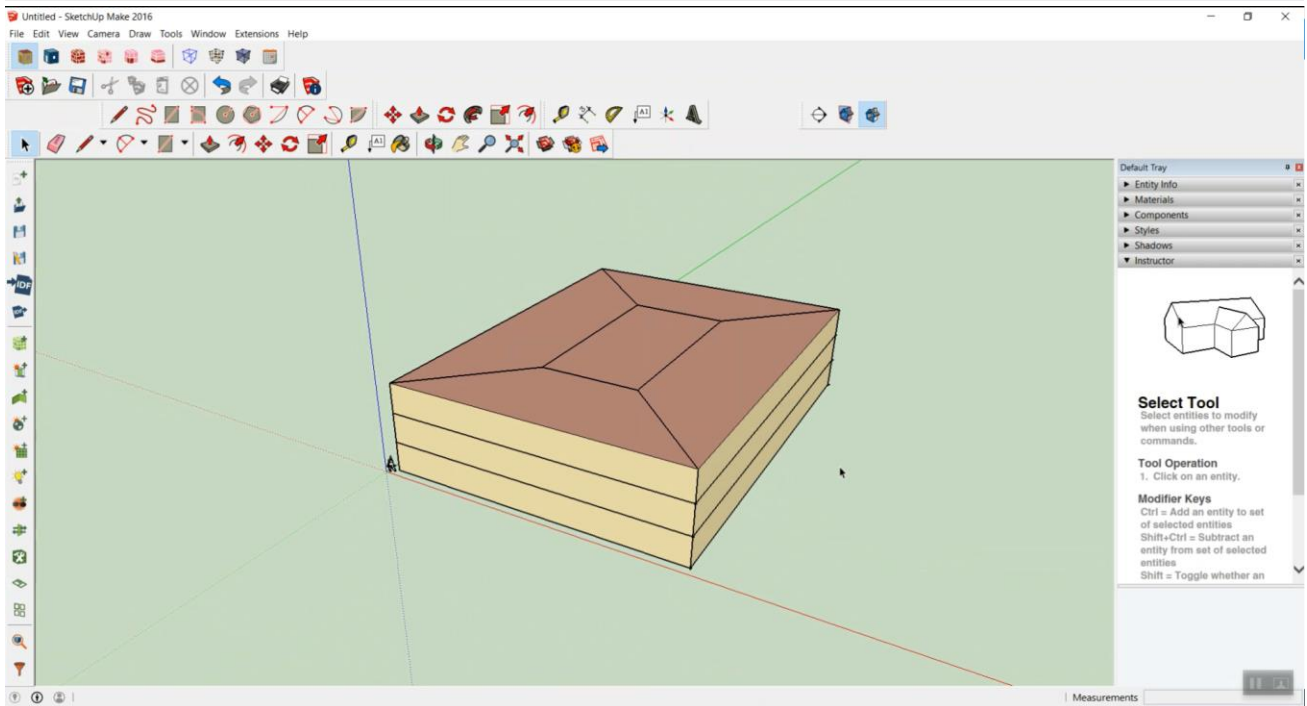 Untitled - SketchUp Make 2016
File Edit View Camera Draw Tools Window Extensions Help
A1
A1
IDF
Default Tray
Entity Info
Materials
Components
Styles
Shadows
Instructor
Select Tool
Select entities to modify
when using other tools or
commands.
Tool Operation
1. Click on an entity.
Modifier Keys
Ctrl = Add an entity to set
of selected entities
Shift+Ctrl = Subtract an
entity from set of selected
entities
Shift = Toggle whether an
Measurements